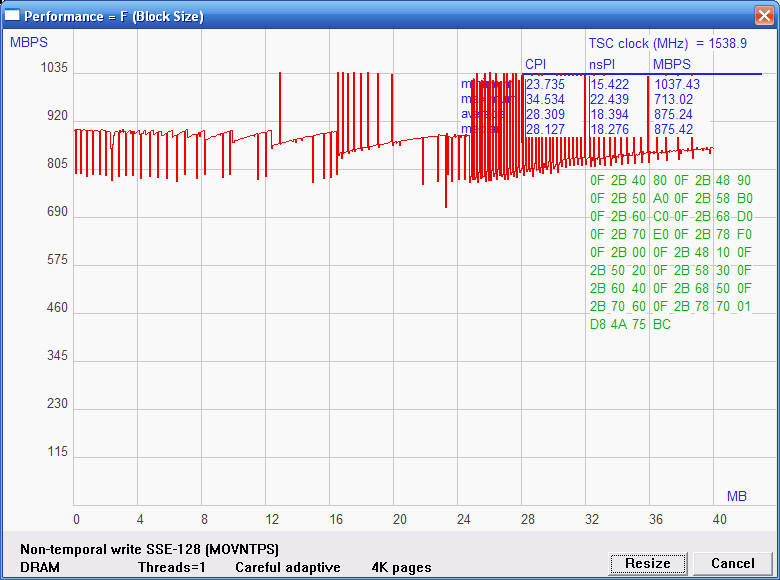 Performance = F (Block Size)
MBPS
TSC clock (MHz) = 1538.9
CPI nsPI MBPS
23.735 15.422 1037.43
34.534 22.439 713.02
28.309 18.394 875.24
28.127 18.276 875.42
1035
920
805
690
575
460
345
230
115
0F 2B 40 80 0F 2B 48 90
0F 2B 50 A0 0F 2B 58 B0
0F 2B 60 C0 0F 2B 68 D0
0F 2B 70 E0 0F 2B 78 F0
0F 2B 00 0F 2B 48 10 0F
2B 50 20 0F 2B 58 30 0F
2B 60 40 0F 2B 68 50 0F
2B 70 60 0F 2B 78 70 01
D8 4A 75 BC
MB
0 4 8 12 16 20 24 28 32 36 40
Non-temporal write SSE-128 (MOVNTPS)
DRAM Threads=1 Careful adaptive 4K pages
Resize Cancel